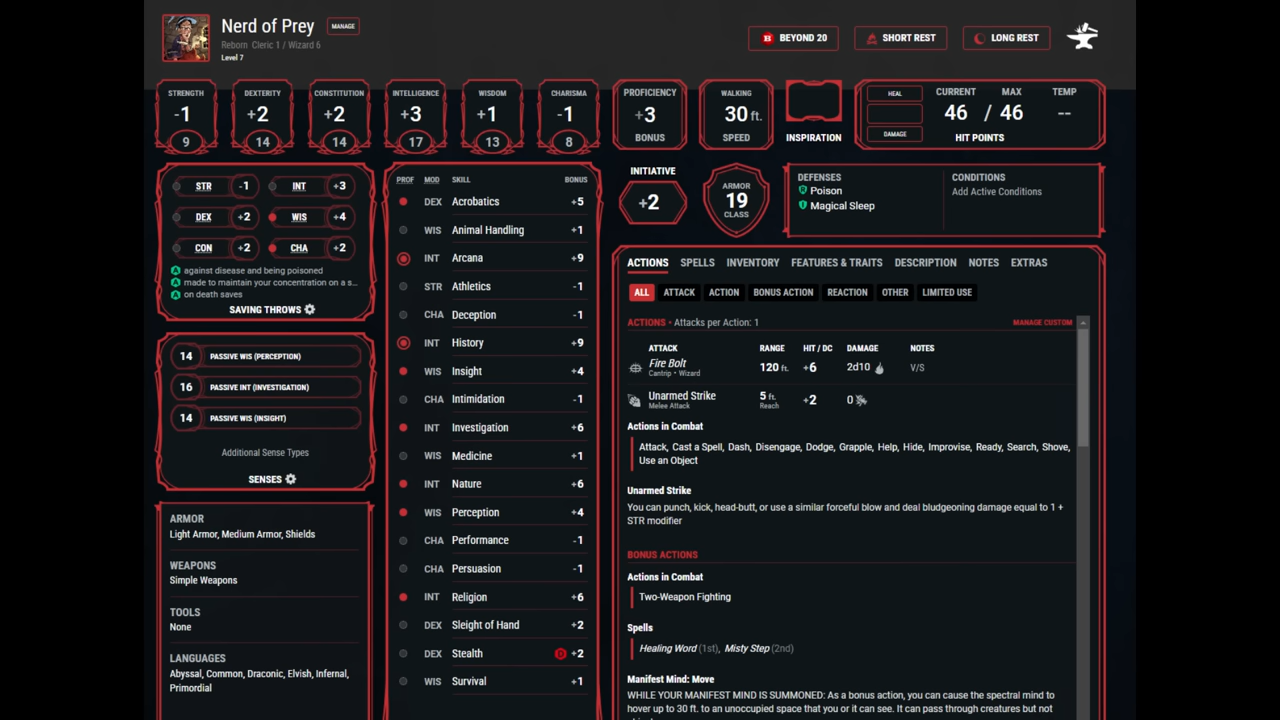 Nerd of Prey
MANAGE
Reborn Cleric 1 / Wizard 6
Level 7
BEYOND 20
SHORT REST
LONG REST
STRENGTH
-1
9
DEXTERITY
+2
14
CONSTITUTION
+2
14
INTELLIGENCE
+3
17
WISDOM
+1
13
CHARISMA
-1
8
PROFICIENCY
+3
BONUS
WALKING
30 ft.
SPEED
INSPIRATION
HEAL
DAMAGE
CURRENT MAX TEMP
46 / 46 --
HIT POINTS
STR -1 INT +3
DEX +2 WIS +4
CON +2 CHA +2
A against disease and being poisoned
A made to maintain your concentration on a s...
A on death saves
SAVING THROWS
14 PASSIVE WIS (PERCEPTION)
16 PASSIVE INT (INVESTIGATION)
14 PASSIVE WIS (INSIGHT)
Additional Sense Types
SENSES
ARMOR
Light Armor, Medium Armor, Shields
WEAPONS
Simple Weapons
TOOLS
None
LANGUAGES
Abyssal, Common, Draconic, Elvish, Infernal,
Primordial
PROF MOD SKILL BONUS
DEX Acrobatics +5
WIS Animal Handling +1
INT Arcana +9
STR Athletics -1
CHA Deception -1
INT History +9
WIS Insight +4
CHA Intimidation -1
INT Investigation +6
WIS Medicine +1
INT Nature +6
WIS Perception +4
CHA Performance -1
CHA Persuasion -1
INT Religion +6
DEX Sleight of Hand +2
DEX Stealth D +2
WIS Survival +1
INITIATIVE
+2
ARMOR
19
CLASS
DEFENSES
Poison
Magical Sleep
CONDITIONS
Add Active Conditions
ACTIONS SPELLS INVENTORY FEATURES & TRAITS DESCRIPTION NOTES EXTRAS
ALL ATTACK ACTION BONUS ACTION REACTION OTHER LIMITED USE
ACTIONS • Attacks per Action: 1 MANAGE CUSTOM
ATTACK RANGE HIT / DC DAMAGE NOTES
Fire Bolt 120 ft. +6 2d10 V/S
Cantrip • Wizard
Unarmed Strike 5 ft. +2 0
Melee Attack Reach
Actions in Combat
Attack, Cast a Spell, Dash, Disengage, Dodge, Grapple, Help, Hide, Improvise, Ready, Search, Shove,
Use an Object
Unarmed Strike
You can punch, kick, head-butt, or use a similar forceful blow and deal bludgeoning damage equal to 1 +
STR modifier
BONUS ACTIONS
Actions in Combat
Two-Weapon Fighting
Spells
Healing Word (1st), Misty Step (2nd)
Manifest Mind: Move
WHILE YOUR MANIFEST MIND IS SUMMONED: As a bonus action, you can cause the spectral mind to
hover up to 30 ft. to an unoccupied space that you or it can see. It can pass through creatures but not